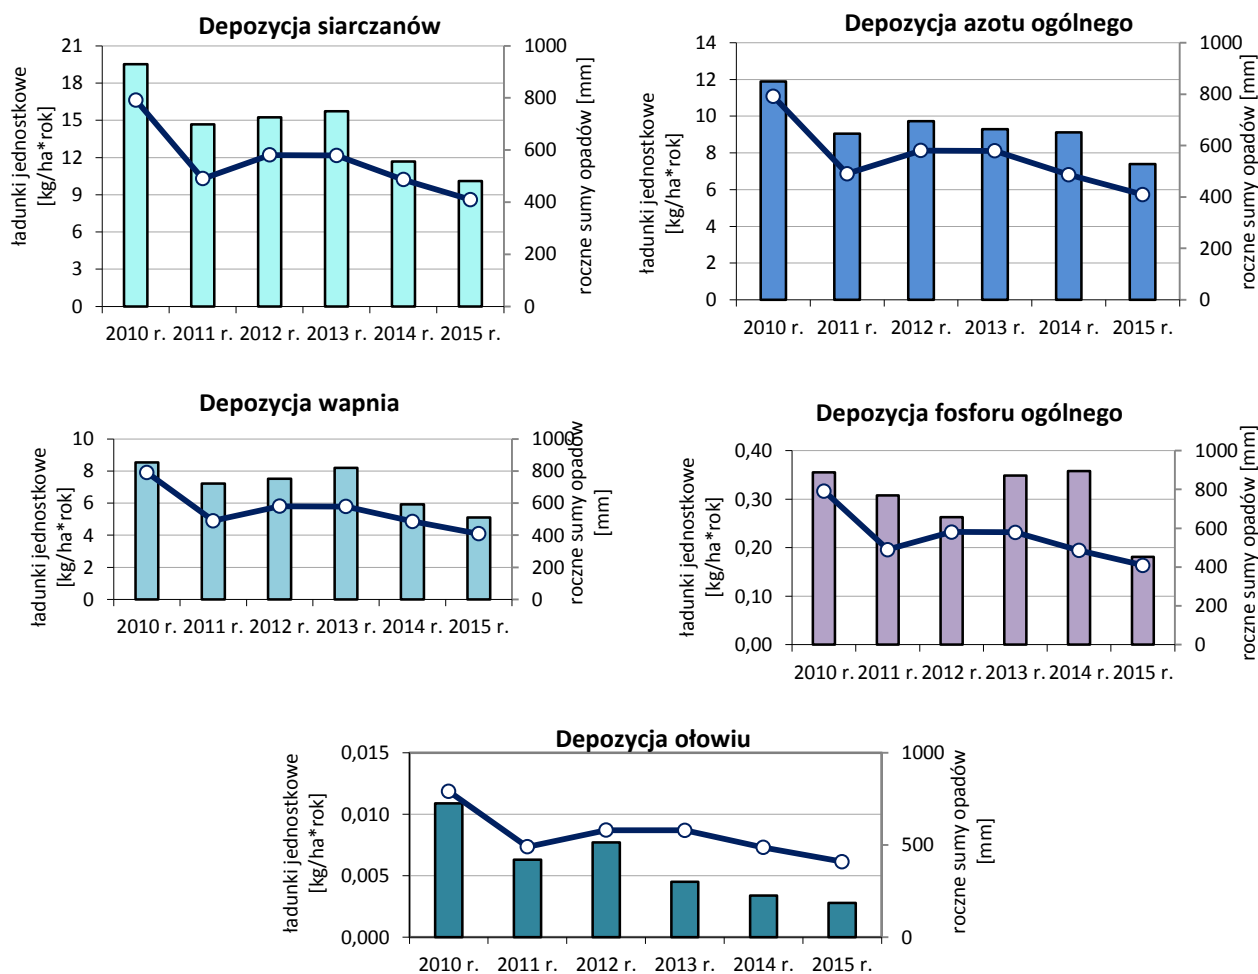 Depozycja siarczanów
ładunki jednostkowe
[kg/ha*rok]
21
18
15
12
9
6
3
0
1000
800
600
400
200
0
roczne sumy opadów [mm]
2010 r. 2011 r. 2012 r. 2013 r. 2014 r. 2015 r.
Depozycja azotu ogólnego
ładunki jednostkowe
[kg/ha*rok]
14
12
10
8
6
4
2
0
1000
800
600
400
200
0
roczne sumy opadów [mm]
2010 r. 2011 r. 2012 r. 2013 r. 2014 r. 2015 r.
Depozycja wapnia
ładunki jednostkowe
[kg/ha*rok]
10
8
6
4
2
0
1000
800
600
400
200
0
roczne sumy opadów
[mm]
2010 r. 2011 r. 2012 r. 2013 r. 2014 r. 2015 r.
Depozycja fosforu ogólnego
ładunki jednostkowe
[kg/ha*rok]
0,40
0,30
0,20
0,10
0,00
1000
800
600
400
200
0
roczne sumy opadów [mm]
2010 r. 2011 r. 2012 r. 2013 r. 2014 r. 2015 r.
Depozycja ołowiu
ładunki jednostkowe
[kg/ha*rok]
0,015
0,010
0,005
0,000
1000
500
0
roczne sumy opadów
[mm]
2010 r. 2011 r. 2012 r. 2013 r. 2014 r. 2015 r.